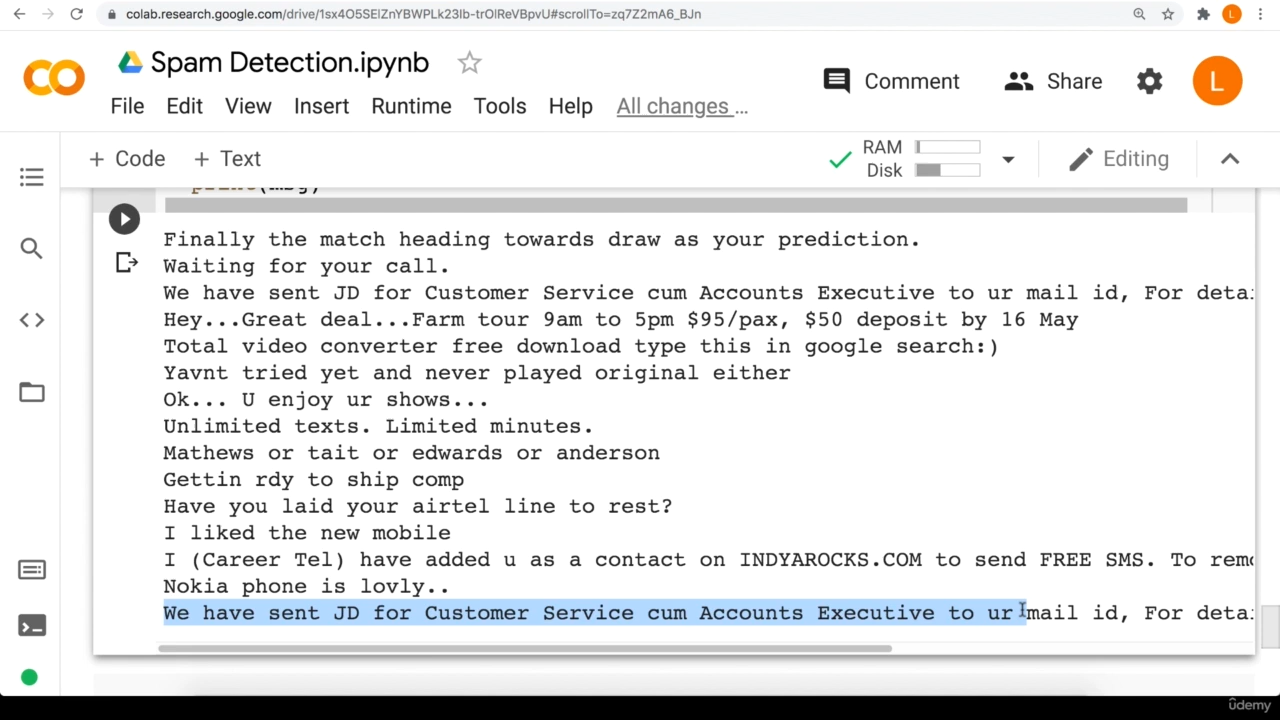 colab.research.google.com/drive/1sx4O5SElZnYBWPLk23Ib-trOlReVBpvU#scrollTo=zq7Z2mA6_BJn
L
Spam Detection.ipynb
Comment
Share
L
File Edit View Insert Runtime Tools Help All changes …
+ Code + Text
RAM
Disk
Editing
Finally the match heading towards draw as your prediction.
Waiting for your call.
We have sent JD for Customer Service cum Accounts Executive to ur mail id, For detai
Hey...Great deal...Farm tour 9am to 5pm $95/pax, $50 deposit by 16 May
Total video converter free download type this in google search:)
Yavnt tried yet and never played original either
Ok... U enjoy ur shows...
Unlimited texts. Limited minutes.
Mathews or tait or edwards or anderson
Gettin rdy to ship comp
Have you laid your airtel line to rest?
I liked the new mobile
I (Career Tel) have added u as a contact on INDYAROCKS.COM to send FREE SMS. To remo
Nokia phone is lovly..
We have sent JD for Customer Service cum Accounts Executive to ur mail id, For detai
ûdemy